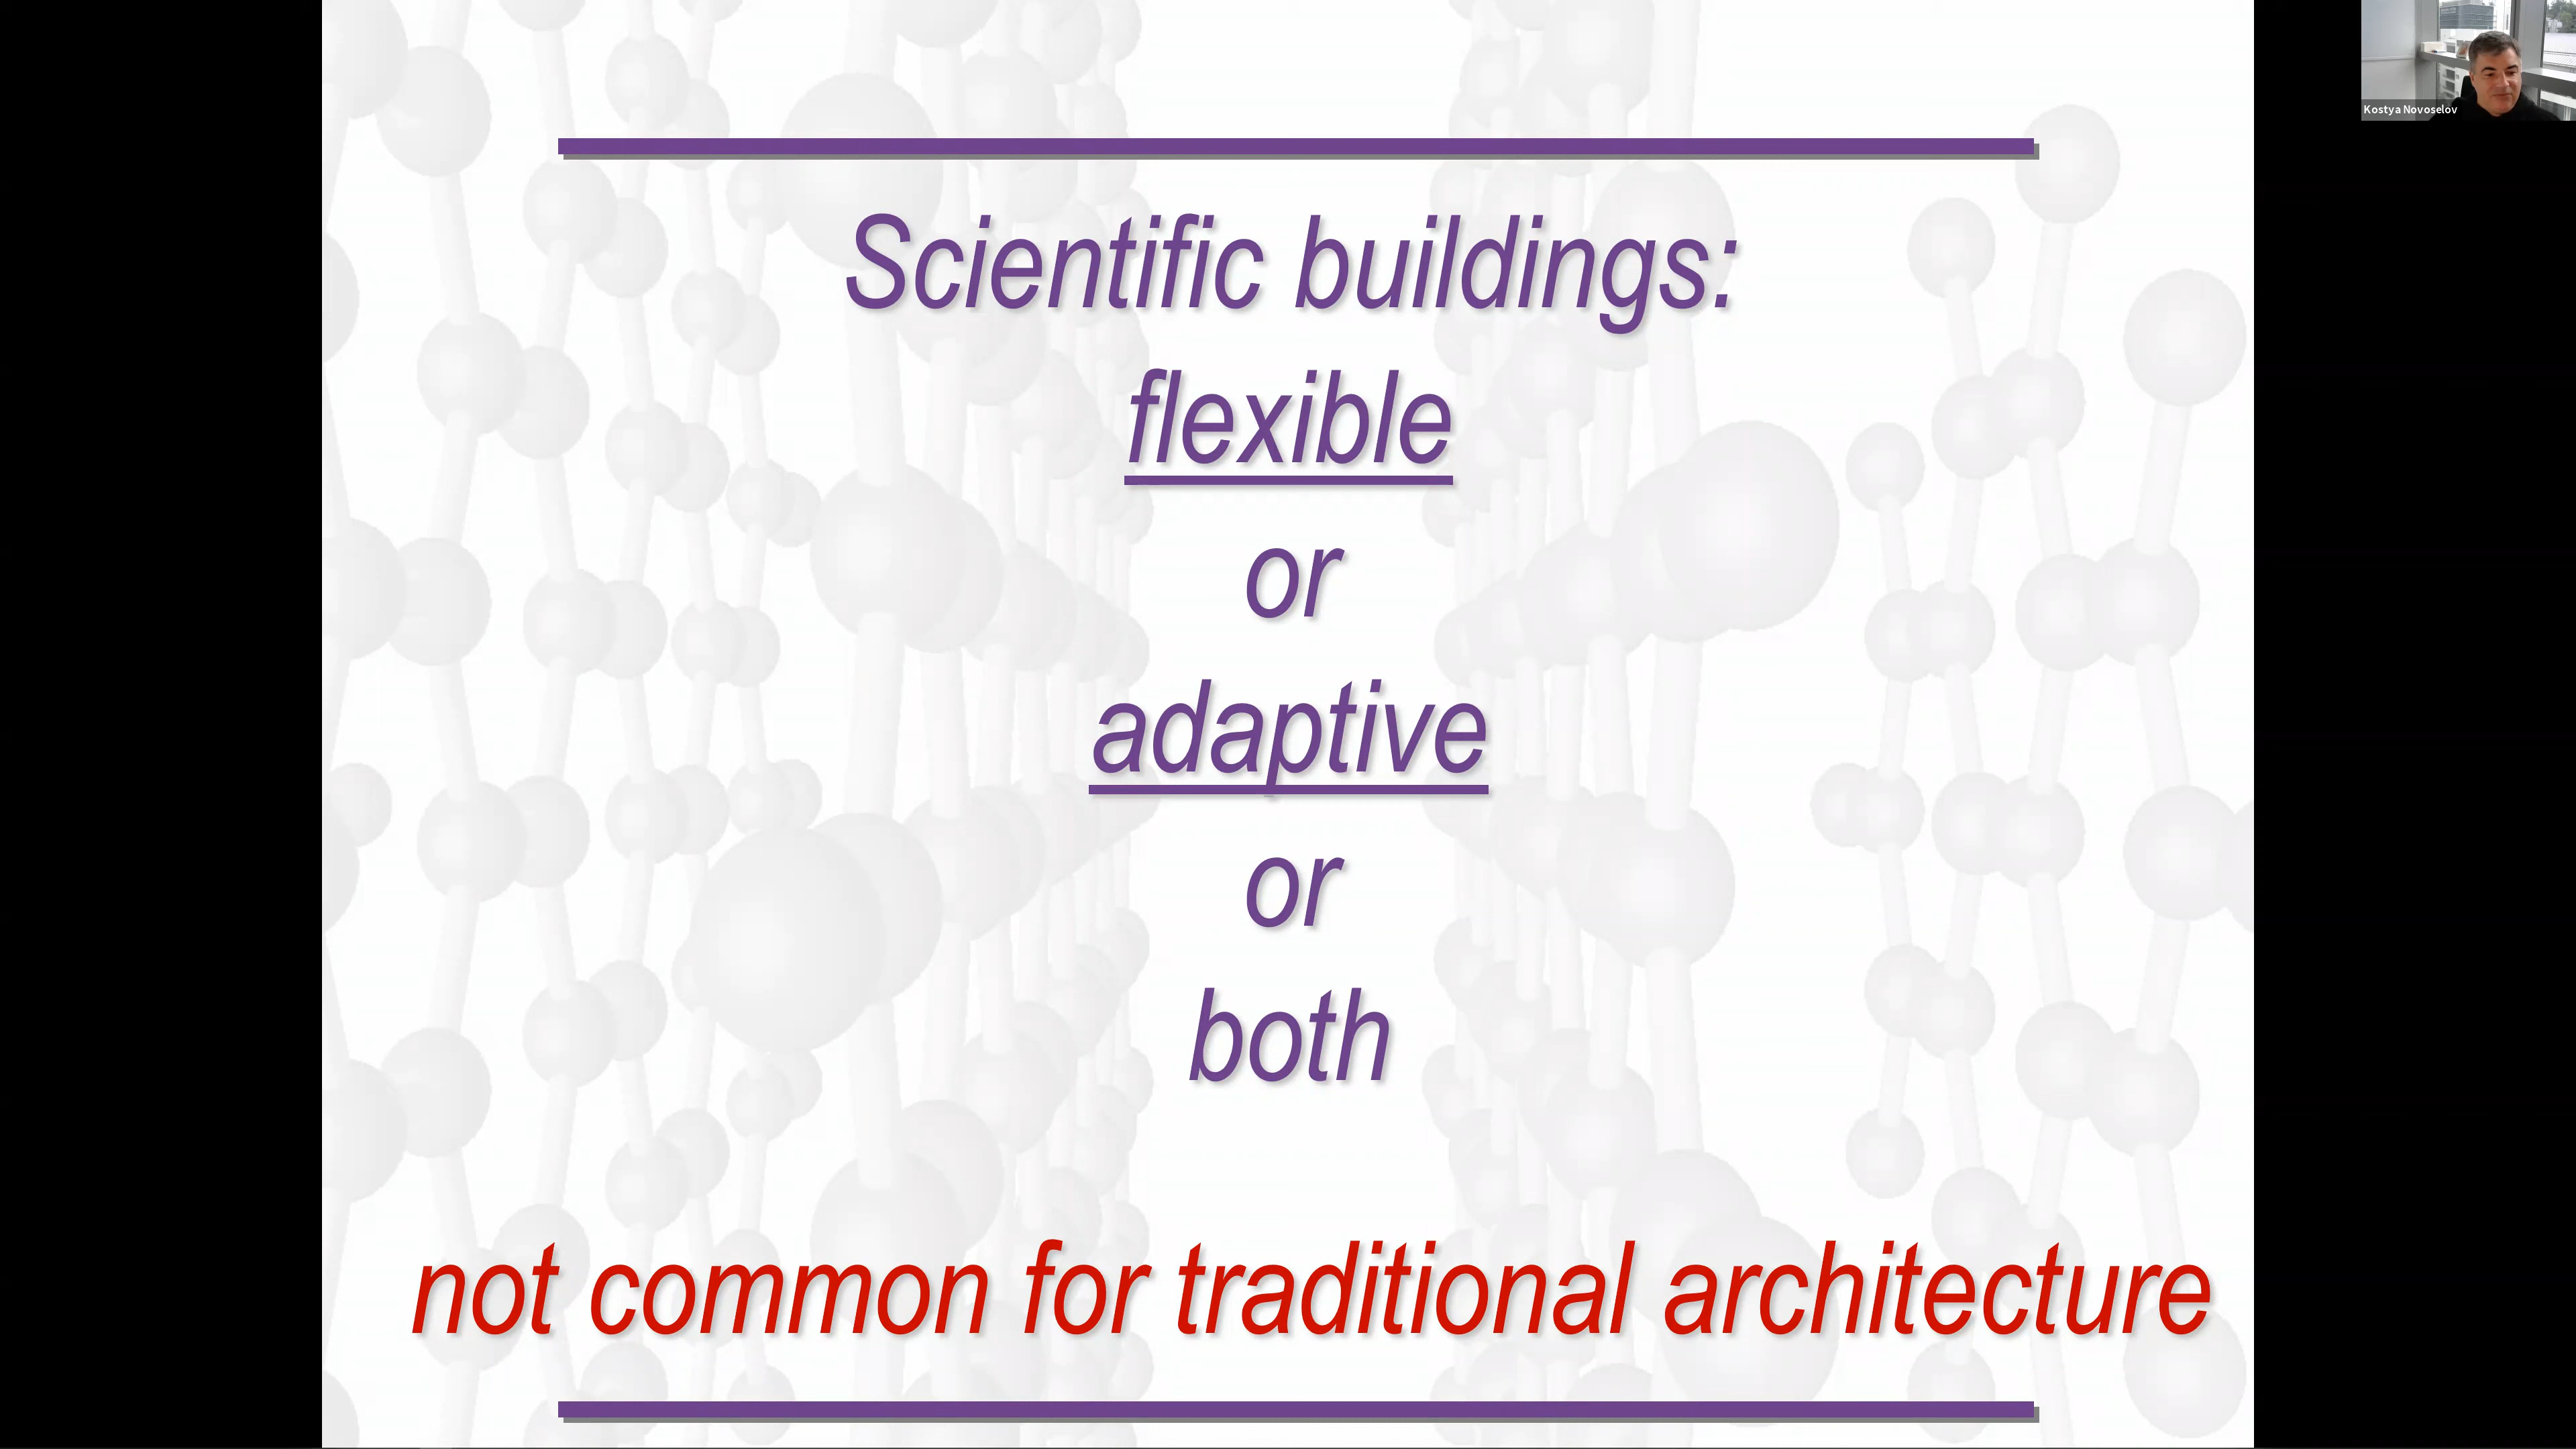 Kostya Novoselov
Scientific buildings:
flexible
or
adaptive
or
both
not common for traditional architecture